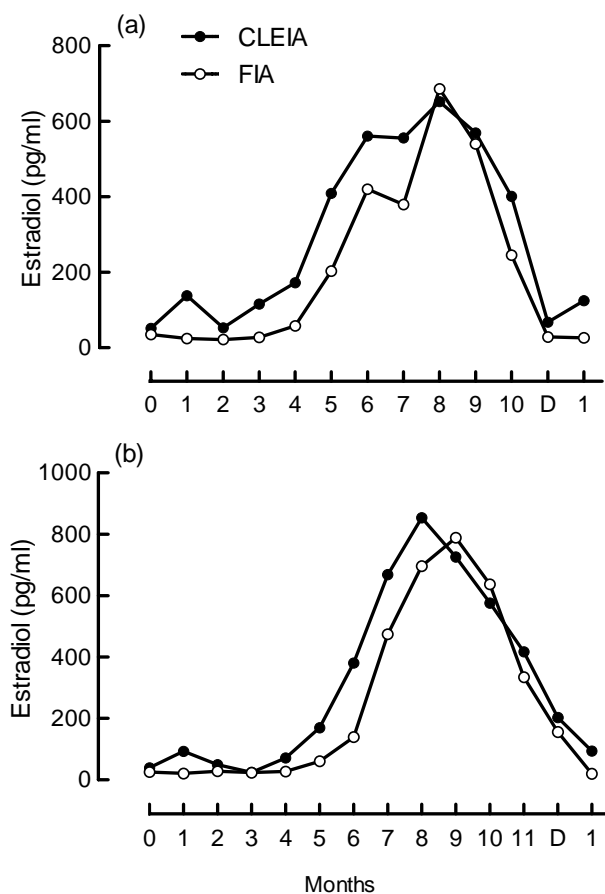 (a)
CLEIA
FIA
800
600
400
200
0
Estradiol (pg/ml)
0 1 2 3 4 5 6 7 8 9 10 D 1
(b)
1000
800
600
400
200
0
Estradiol (pg/ml)
0 1 2 3 4 5 6 7 8 9 10 11 D 1
Months